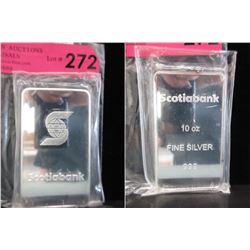 AUCTIONS
Lot # 272
Scotiabank
Scotiabank
10 oz
FINE SILVER
999